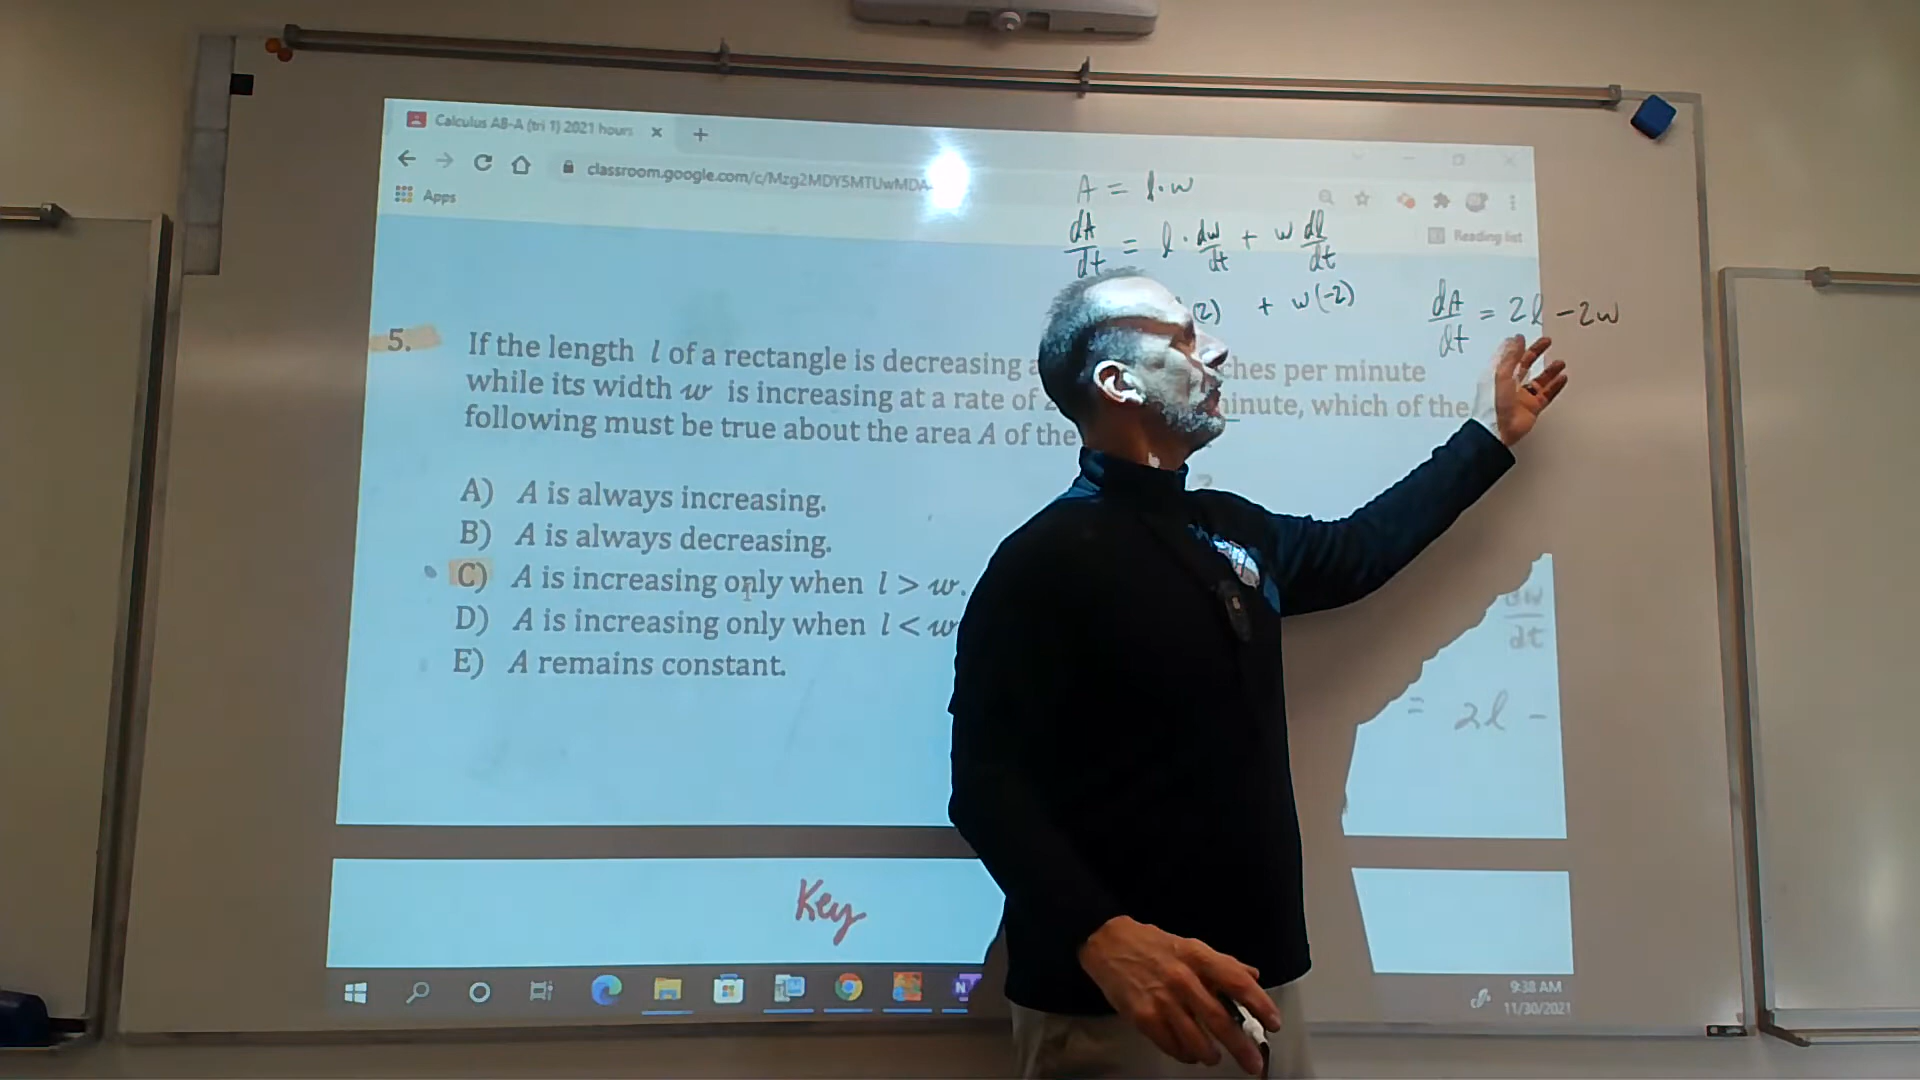 Calculus AB-A (tri 1) 2021 hours × +
classroom.google.com/c/Mzg2MDY5MTUwMDA
Apps
Reading list
A = l · w
dA/dt = l · dw/dt + w dl/dt
(2) + w(-2)
dA/dt = 2l - 2w
5. If the length l of a rectangle is decreasing ches per minute
while its width w is increasing at a rate of 2 inute, which of the
following must be true about the area A of the
A) A is always increasing.
B) A is always decreasing.
C) A is increasing only when l > w.
D) A is increasing only when l < w
E) A remains constant.
dw/dt
= 2l -
Key
9:38 AM
11/30/2021